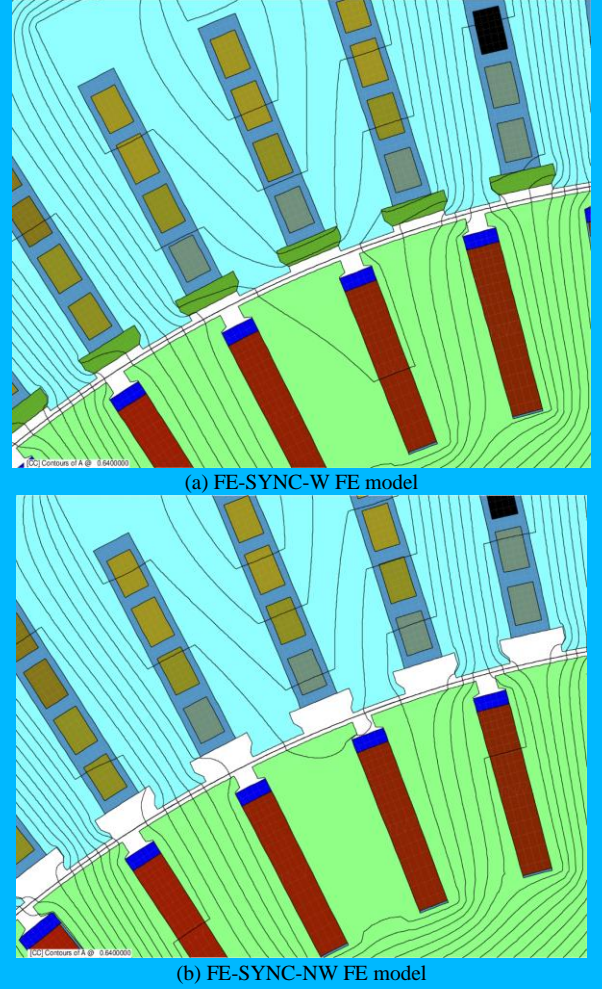 [CC] Contours of A @ 0.6400000
(a) FE-SYNC-W FE model
[CC] Contours of A @ 0.6400000
(b) FE-SYNC-NW FE model